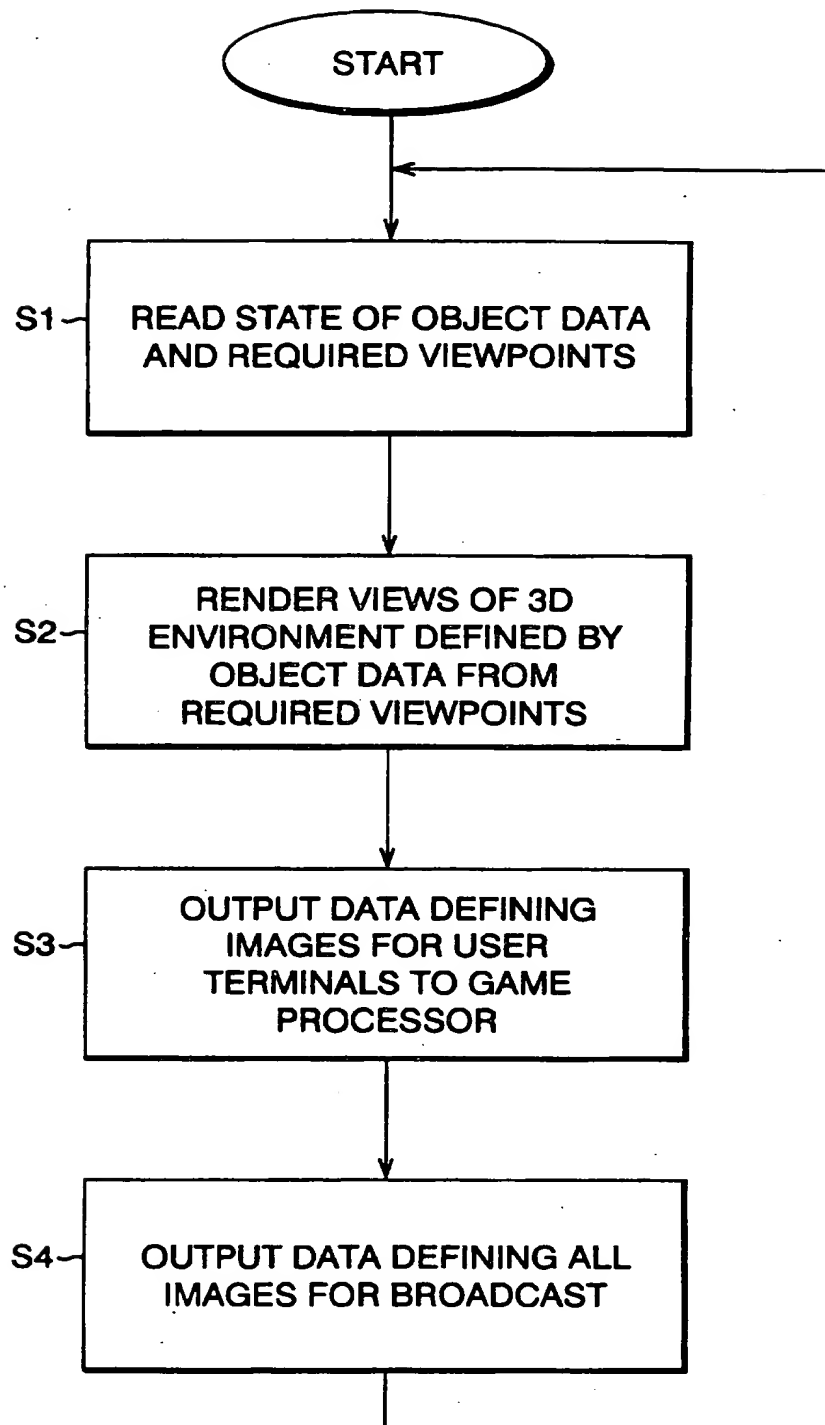 START
S1
READ STATE OF OBJECT DATA
AND REQUIRED VIEWPOINTS
S2
RENDER VIEWS OF 3D
ENVIRONMENT DEFINED BY
OBJECT DATA FROM
REQUIRED VIEWPOINTS
S3
OUTPUT DATA DEFINING
IMAGES FOR USER
TERMINALS TO GAME
PROCESSOR
S4
OUTPUT DATA DEFINING ALL
IMAGES FOR BROADCAST